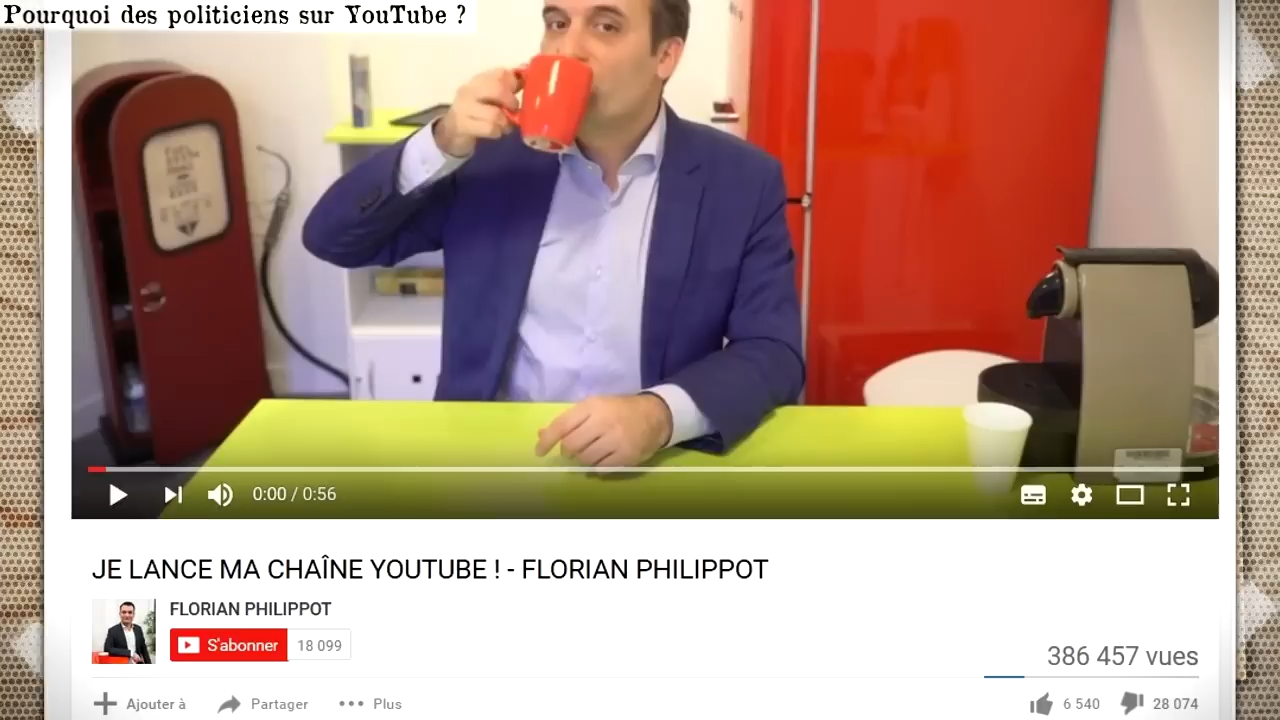 Pourquoi des politiciens sur YouTube ?
0:00 / 0:56
JE LANCE MA CHAÎNE YOUTUBE ! - FLORIAN PHILIPPOT
FLORIAN PHILIPPOT
S'abonner 18 099
386 457 vues
Ajouter à Partager Plus 6 540 28 074